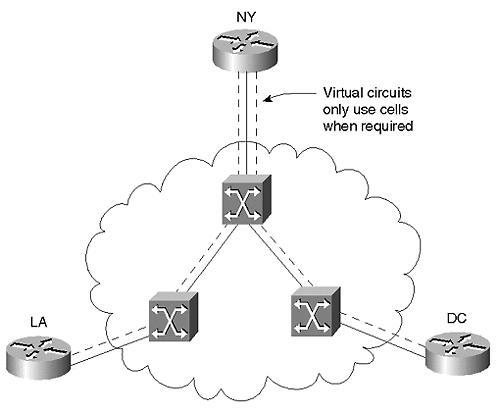 NY
Virtual circuits
only use cells
when required
LA
DC